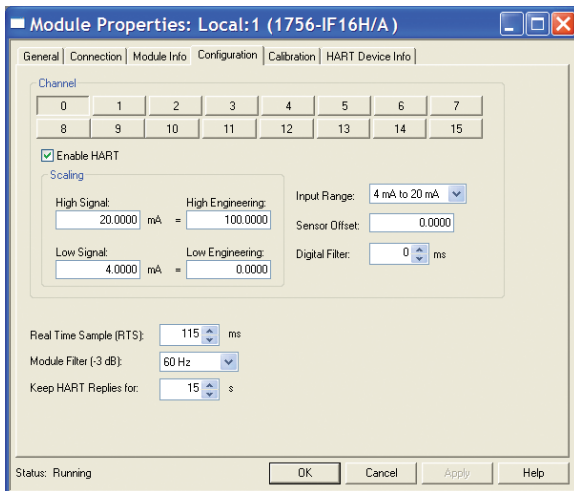 Module Properties: Local:1 (1756-IF16H/A)
General Connection Module Info Configuration Calibration HART Device Info
Channel
0 1 2 3 4 5 6 7
8 9 10 11 12 13 14 15
Enable HART
Scaling
High Signal: High Engineering:
20.0000 mA = 100.0000
Low Signal: Low Engineering:
4.0000 mA = 0.0000
Input Range: 4 mA to 20 mA
Sensor Offset: 0.0000
Digital Filter: 0 ms
Real Time Sample (RTS): 115 ms
Module Filter (-3 dB): 60 Hz
Keep HART Replies for: 15 s
Status: Running OK Cancel Apply Help